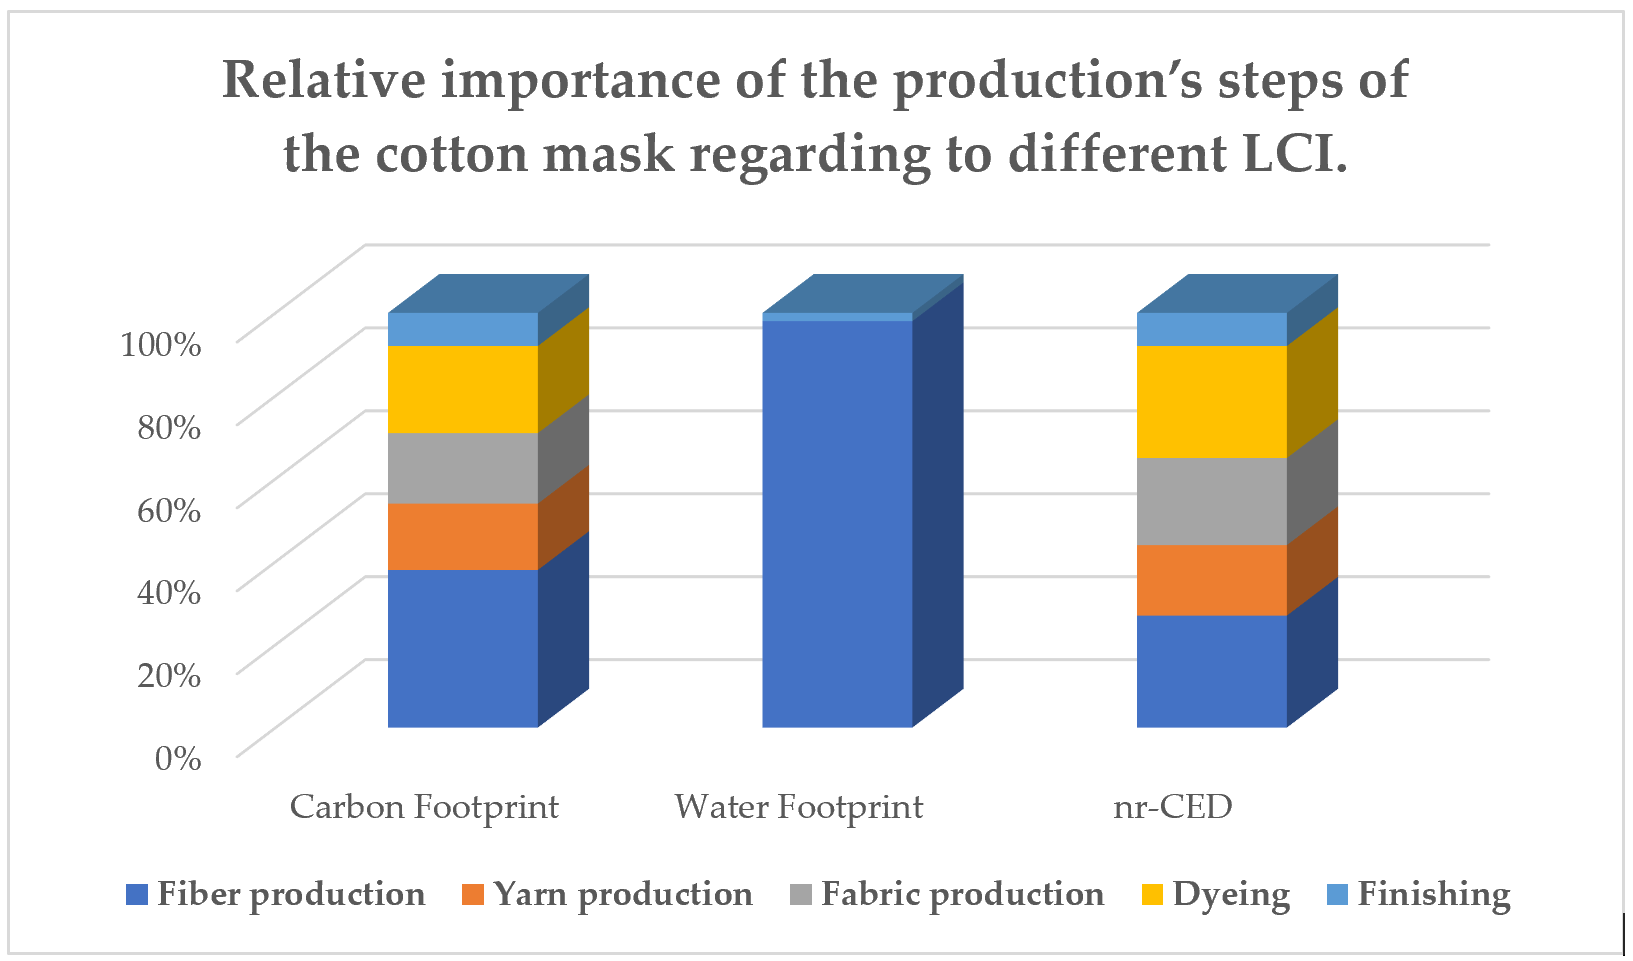 Relative importance of the production’s steps of
the cotton mask regarding to different LCI.
100%
80%
60%
40%
20%
0%
Carbon Footprint Water Footprint nr-CED
Fiber production Yarn production Fabric production Dyeing Finishing